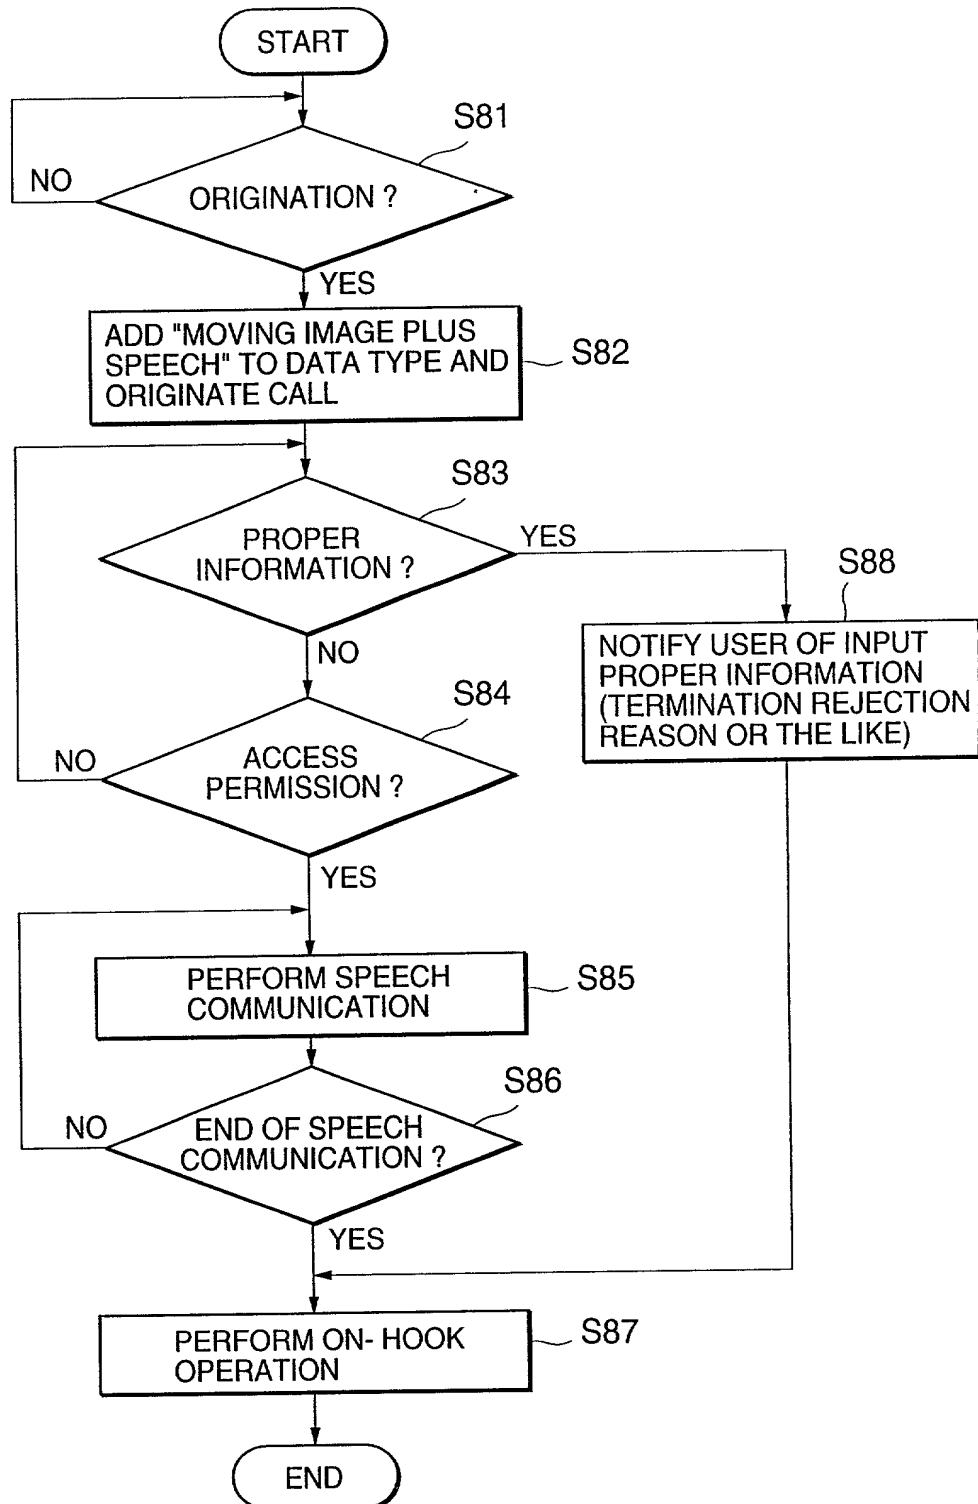 START
S81
NO
ORIGINATION ?
YES
ADD "MOVING IMAGE PLUS
SPEECH" TO DATA TYPE AND
ORIGINATE CALL
S82
S83
PROPER
INFORMATION ?
YES
S88
NOTIFY USER OF INPUT
PROPER INFORMATION
(TERMINATION REJECTION
REASON OR THE LIKE)
NO
S84
NO
ACCESS
PERMISSION ?
YES
PERFORM SPEECH
COMMUNICATION
S85
S86
NO
END OF SPEECH
COMMUNICATION ?
YES
PERFORM ON- HOOK
OPERATION
S87
END